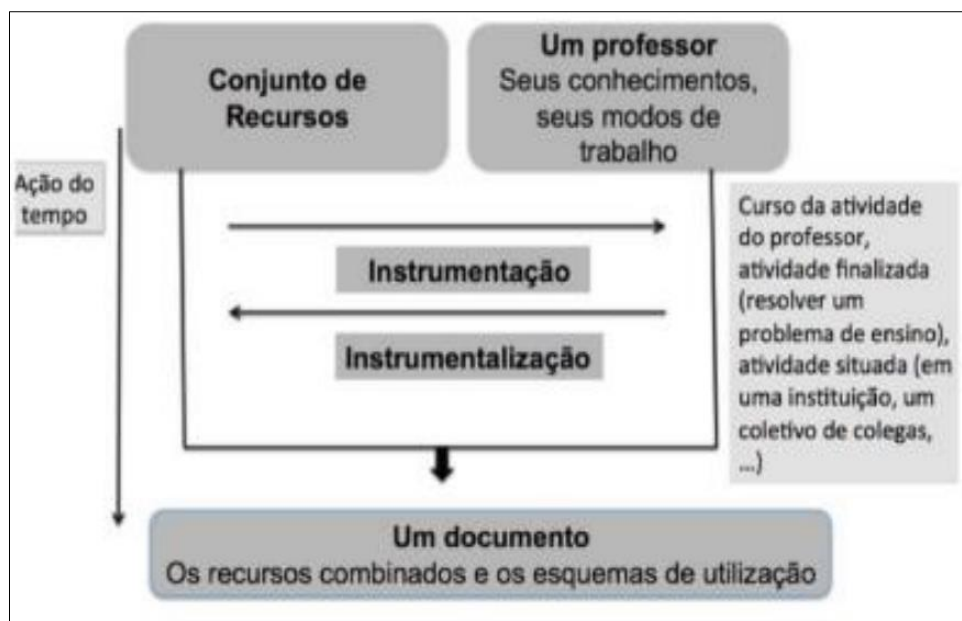 Conjunto de
Recursos
Um professor
Seus conhecimentos,
seus modos de
trabalho
Ação do
tempo
Instrumentação
Instrumentalização
Curso da atividade
do professor,
atividade finalizada
(resolver um
problema de ensino),
atividade situada (em
uma instituição, um
coletivo de colegas,
...)
Um documento
Os recursos combinados e os esquemas de utilização